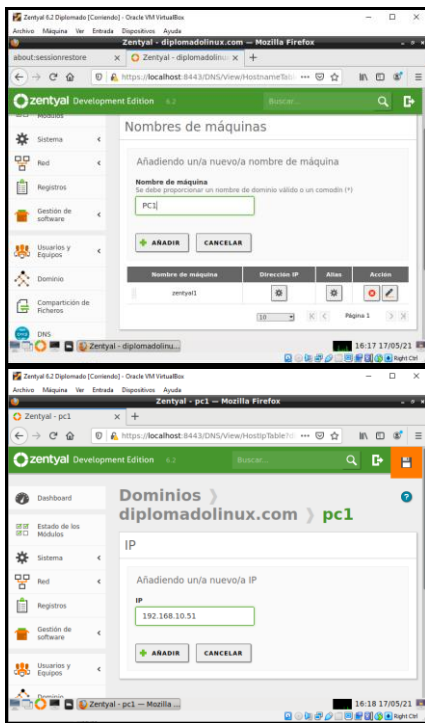 Zentyal 6.2 Diplomado [Corriendo] - Oracle VM VirtualBox
Archivo Máquina Ver Entrada Dispositivos Ayuda
Zentyal - diplomadolinux.com — Mozilla Firefox
about:sessionrestore
Zentyal - diplomadolinux
https://localhost:8443/DNS/View/HostnameTabl
zentyal Development Edition 6.2
Buscar...
Módulos
Sistema
Red
Registros
Gestión de software
Usuarios y Equipos
Dominio
Compartición de Ficheros
DNS
Nombres de máquinas
Añadiendo un/a nuevo/a nombre de máquina
Nombre de máquina
Se debe proporcionar un nombre de dominio válido o un comodín (*)
PC1
AÑADIR CANCELAR
Nombre de máquina Dirección IP Alias Acción
zentyal1
10 Página 1
Zentyal - diplomadolinu...
16:17 17/05/21
Right Ctrl
Zentyal 6.2 Diplomado [Corriendo] - Oracle VM VirtualBox
Archivo Máquina Ver Entrada Dispositivos Ayuda
Zentyal - pc1 — Mozilla Firefox
Zentyal - pc1
https://localhost:8443/DNS/View/HostIpTable?di
zentyal Development Edition 6.2
Buscar...
Dashboard
Estado de los Módulos
Sistema
Red
Registros
Gestión de software
Usuarios y Equipos
Dominio
Dominios
diplomadolinux.com pc1
IP
Añadiendo un/a nuevo/a IP
IP
192.168.10.51
AÑADIR CANCELAR
Zentyal - pc1 — Mozilla ...
16:18 17/05/21
Right Ctrl